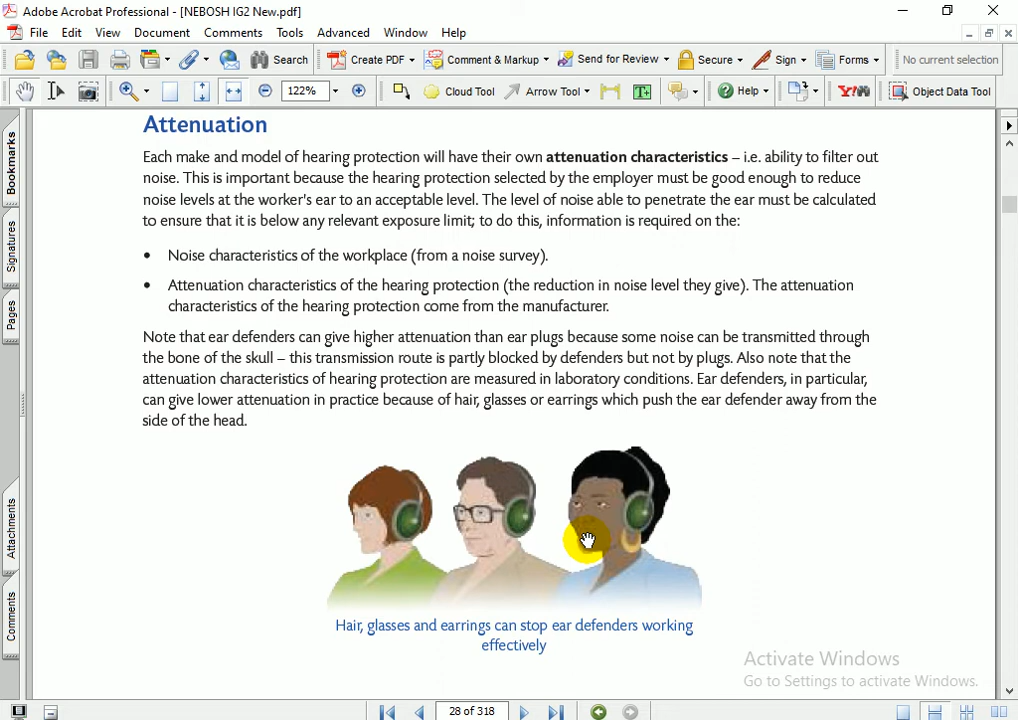 Adobe Acrobat Professional - [NEBOSH IG2 New.pdf]
File Edit View Document Comments Tools Advanced Window Help
Search Create PDF Comment & Markup Send for Review Secure Sign Forms No current selection
122% Cloud Tool Arrow Tool Help Y! Object Data Tool
Bookmarks
Signatures
Pages
Attachments
Comments
Attenuation
Each make and model of hearing protection will have their own attenuation characteristics – i.e. ability to filter out
noise. This is important because the hearing protection selected by the employer must be good enough to reduce
noise levels at the worker's ear to an acceptable level. The level of noise able to penetrate the ear must be calculated
to ensure that it is below any relevant exposure limit; to do this, information is required on the:
• Noise characteristics of the workplace (from a noise survey).
• Attenuation characteristics of the hearing protection (the reduction in noise level they give). The attenuation
characteristics of the hearing protection come from the manufacturer.
Note that ear defenders can give higher attenuation than ear plugs because some noise can be transmitted through
the bone of the skull – this transmission route is partly blocked by defenders but not by plugs. Also note that the
attenuation characteristics of hearing protection are measured in laboratory conditions. Ear defenders, in particular,
can give lower attenuation in practice because of hair, glasses or earrings which push the ear defender away from the
side of the head.
Hair, glasses and earrings can stop ear defenders working
effectively
Activate Windows
Go to Settings to activate Windows.
28 of 318